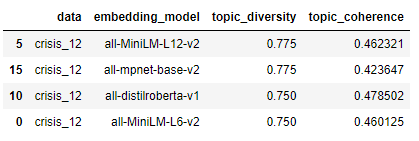 data embedding_model topic_diversity topic_coherence
5 crisis_12 all-MiniLM-L12-v2 0.775 0.462321
15 crisis_12 all-mpnet-base-v2 0.775 0.423647
10 crisis_12 all-distilroberta-v1 0.750 0.478502
0 crisis_12 all-MiniLM-L6-v2 0.750 0.460125